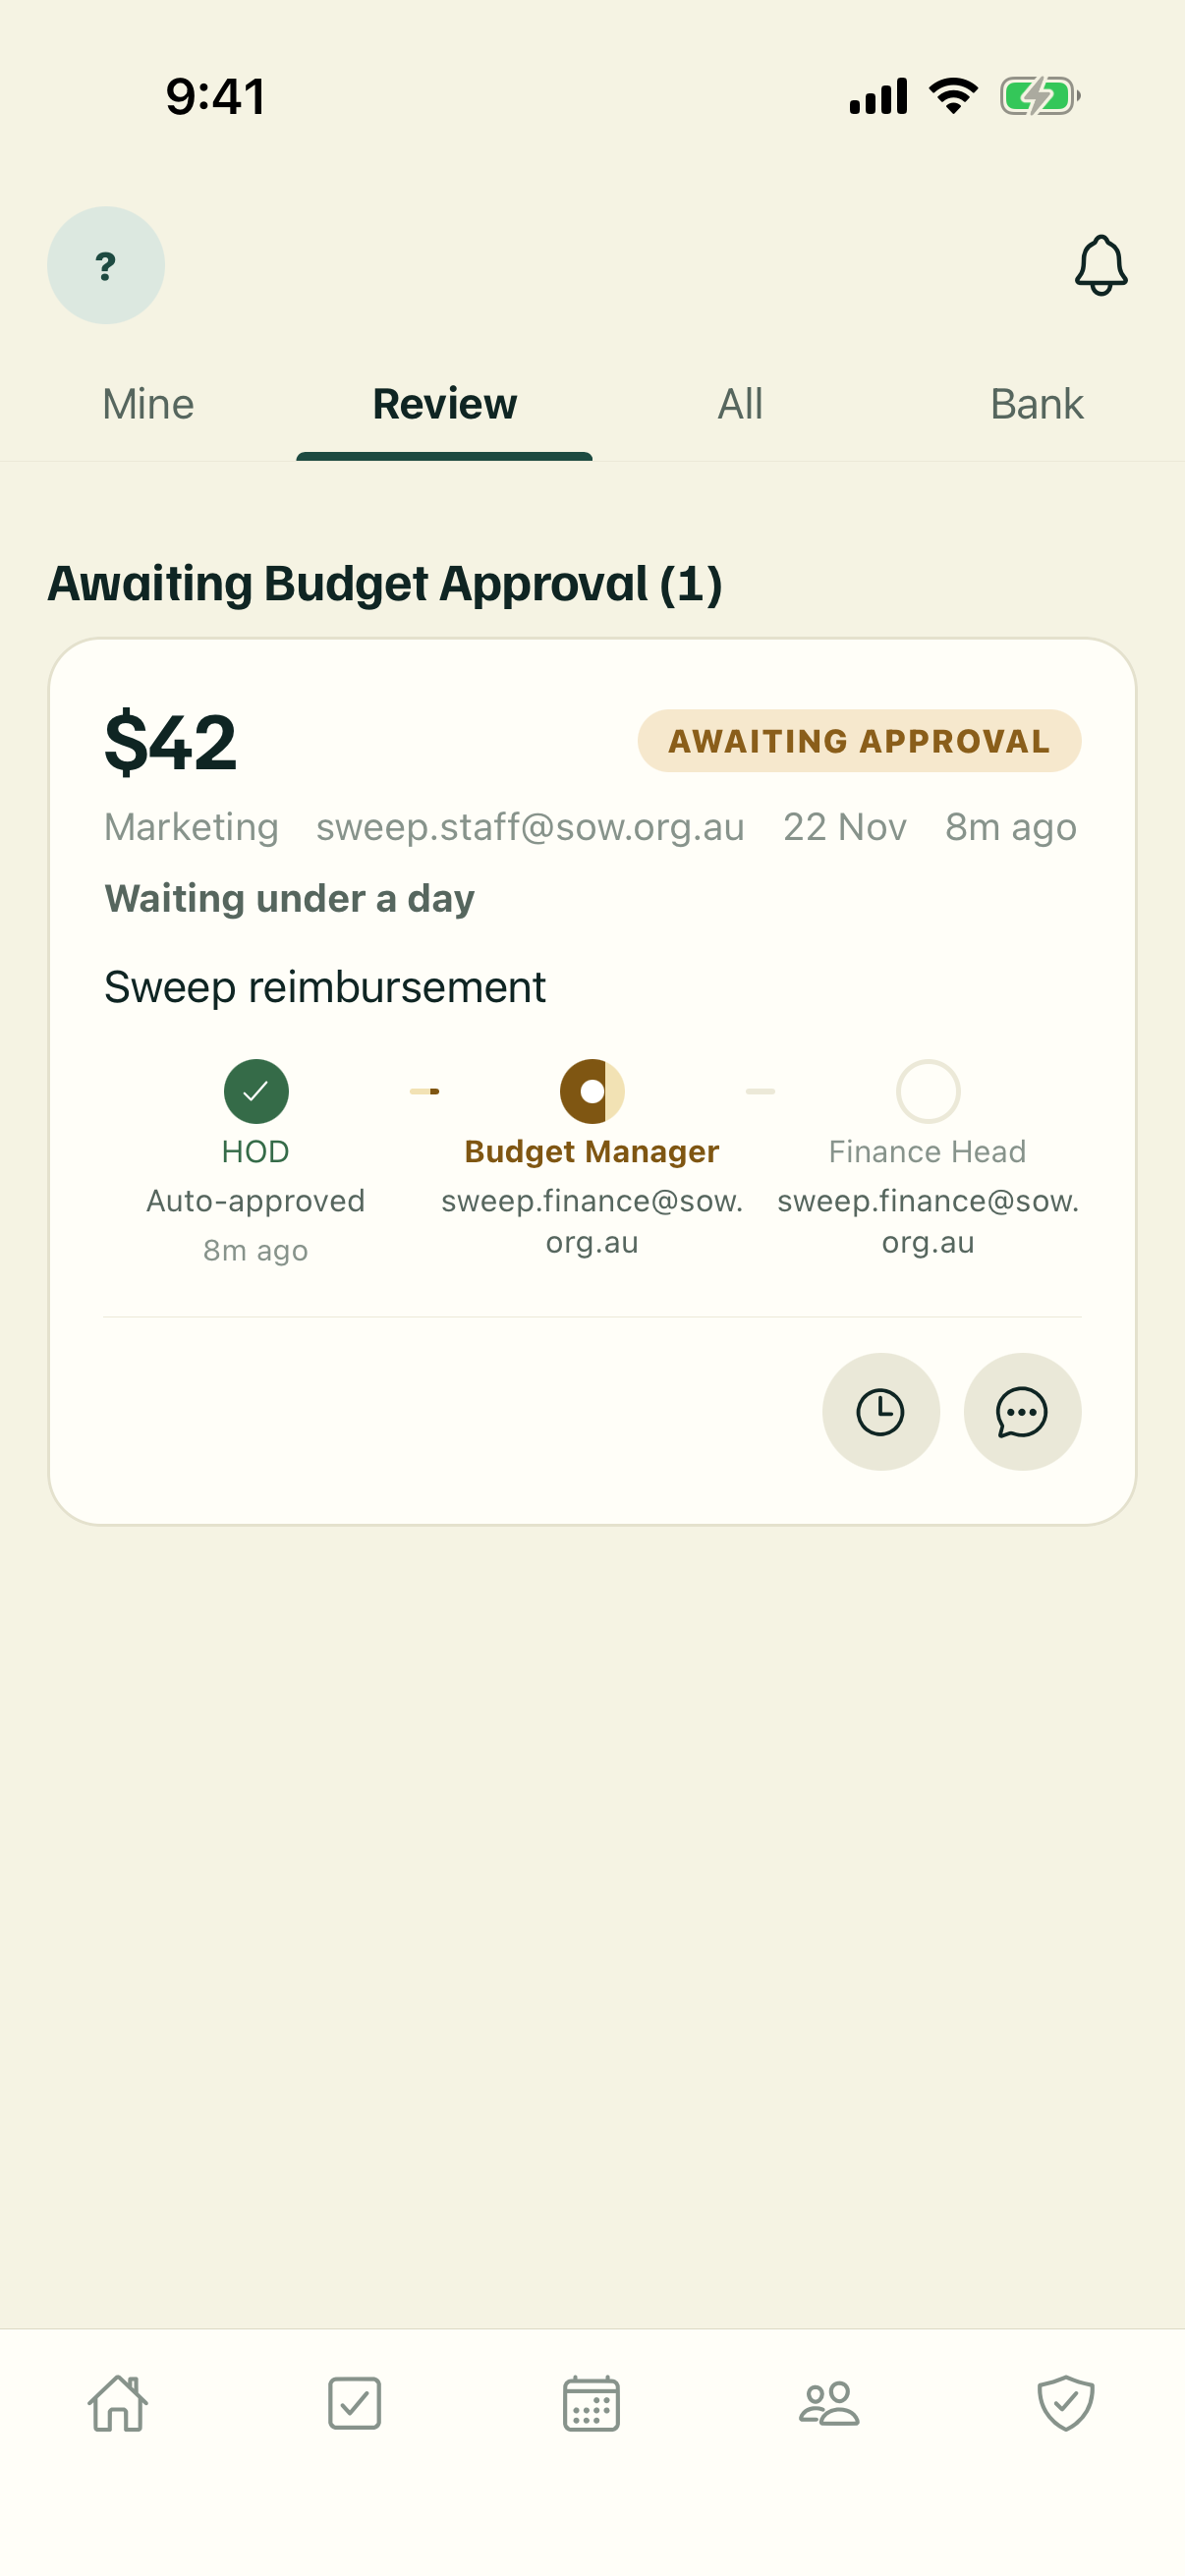 9:41
?
Mine Review All Bank
Awaiting Budget Approval (1)
$42 AWAITING APPROVAL
Marketing sweep.staff@sow.org.au 22 Nov 8m ago
Waiting under a day
Sweep reimbursement
HOD Budget Manager Finance Head
Auto-approved sweep.finance@sow. sweep.finance@sow.
8m ago org.au org.au